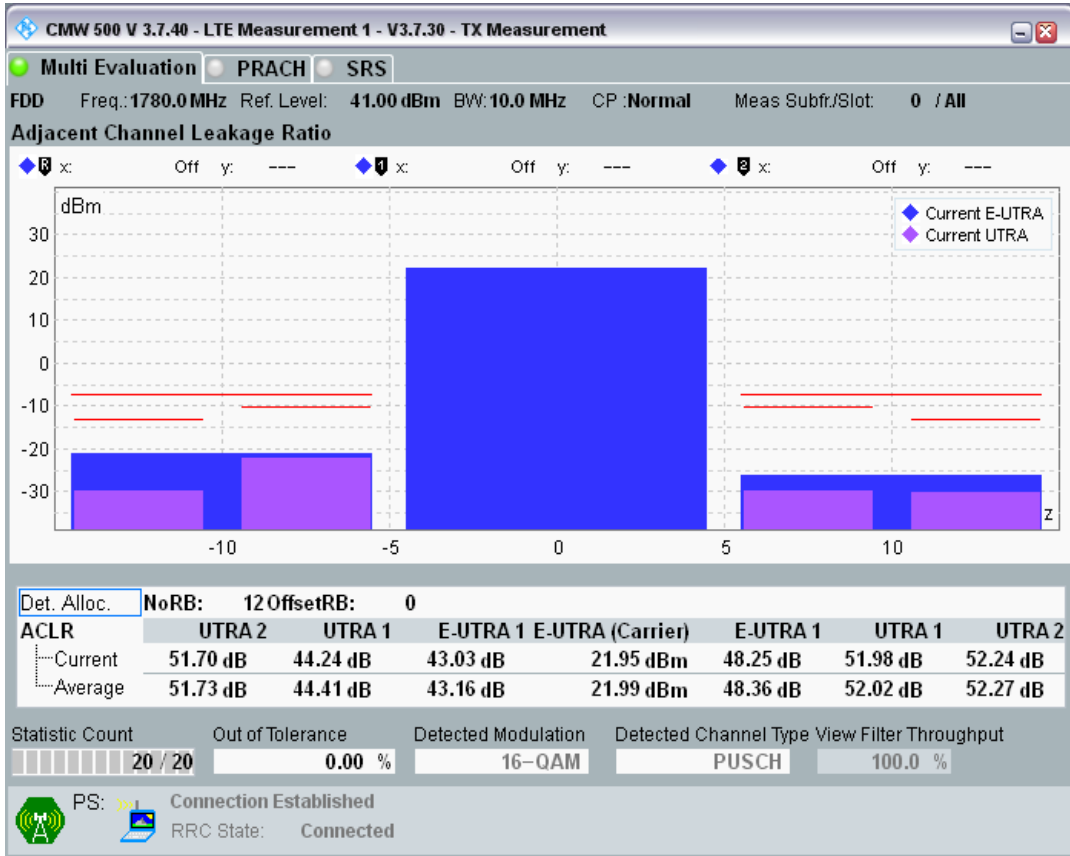 CMW 500 V 3.7.40 - LTE Measurement 1 - V3.7.30 - TX Measurement
Multi Evaluation PRACH SRS
FDD Freq.: 1780.0 MHz Ref. Level: 41.00 dBm BW: 10.0 MHz CP : Normal Meas Subfr./Slot: 0 / All
Adjacent Channel Leakage Ratio
R x: Off y: --- 1 x: Off y: --- 2 x: Off y: ---
dBm
Current E-UTRA
Current UTRA
30
20
10
0
-10
-20
-30
z
-10 -5 0 5 10
Det. Alloc. NoRB: 12 OffsetRB: 0
ACLR UTRA 2 UTRA 1 E-UTRA 1 E-UTRA (Carrier) E-UTRA 1 UTRA 1 UTRA 2
Current 51.70 dB 44.24 dB 43.03 dB 21.95 dBm 48.25 dB 51.98 dB 52.24 dB
Average 51.73 dB 44.41 dB 43.16 dB 21.99 dBm 48.36 dB 52.02 dB 52.27 dB
Statistic Count Out of Tolerance Detected Modulation Detected Channel Type View Filter Throughput
20 / 20 0.00 % 16-QAM PUSCH 100.0 %
PS: Connection Established
RRC State: Connected